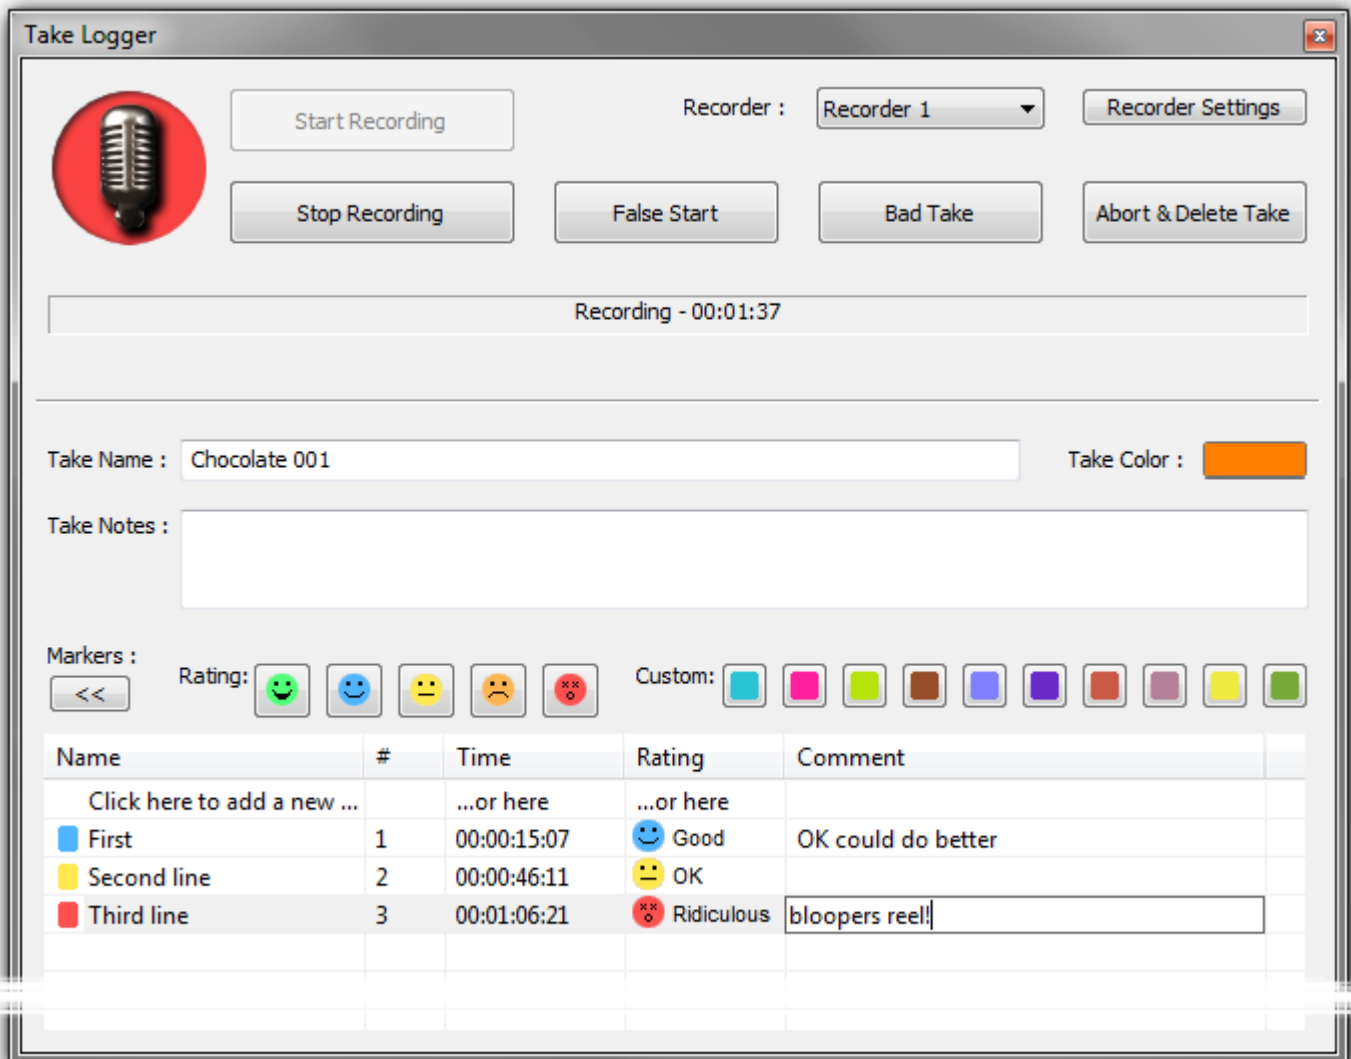 Take Logger
Start Recording
Recorder :
Recorder 1
Recorder Settings
Stop Recording
False Start
Bad Take
Abort & Delete Take
Recording - 00:01:37
Take Name :
Chocolate 001
Take Color :
Take Notes :
Markers :
<<
Rating:
Custom:
Name # Time Rating Comment
Click here to add a new ... ...or here ...or here
First 1 00:00:15:07 Good OK could do better
Second line 2 00:00:46:11 OK
Third line 3 00:01:06:21 Ridiculous bloopers reel!